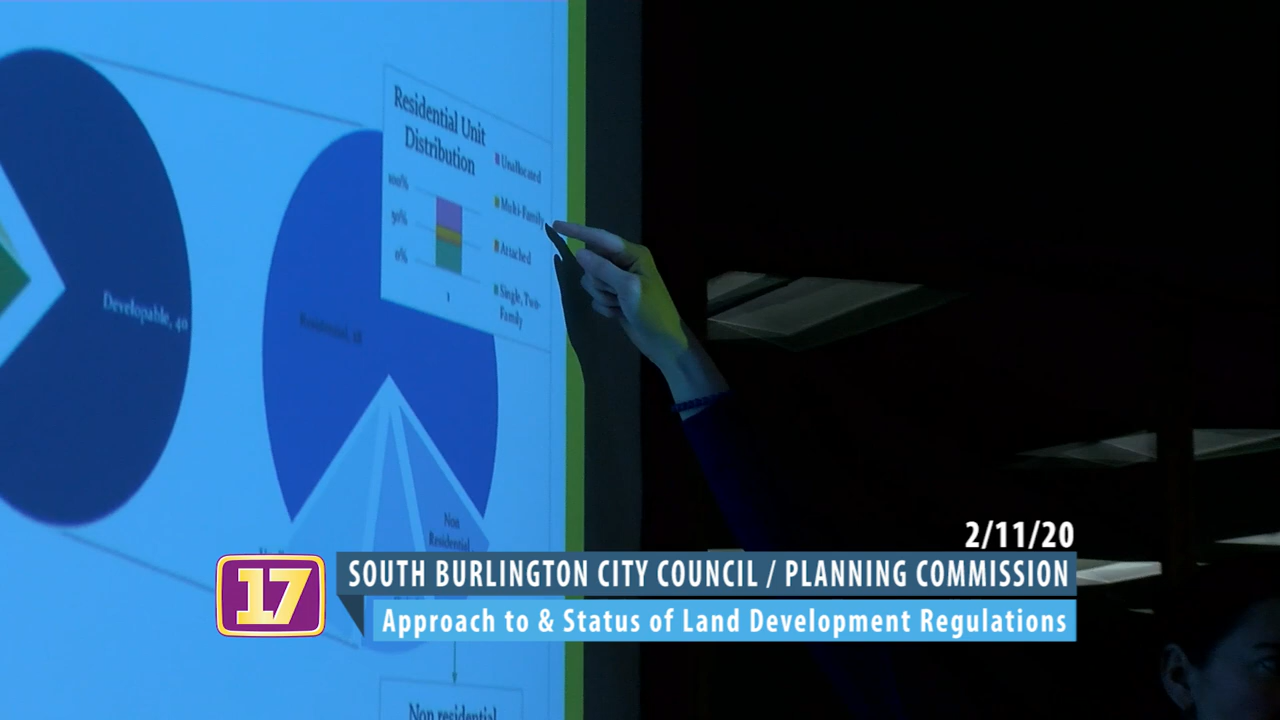 Residential Unit
Distribution
Unallocated
Multi-Family
Attached
Single, Two-
Family
100%
50%
0%
1
Developable, 40
Non
Residential
Non residential
2/11/20
17
SOUTH BURLINGTON CITY COUNCIL / PLANNING COMMISSION
Approach to & Status of Land Development Regulations